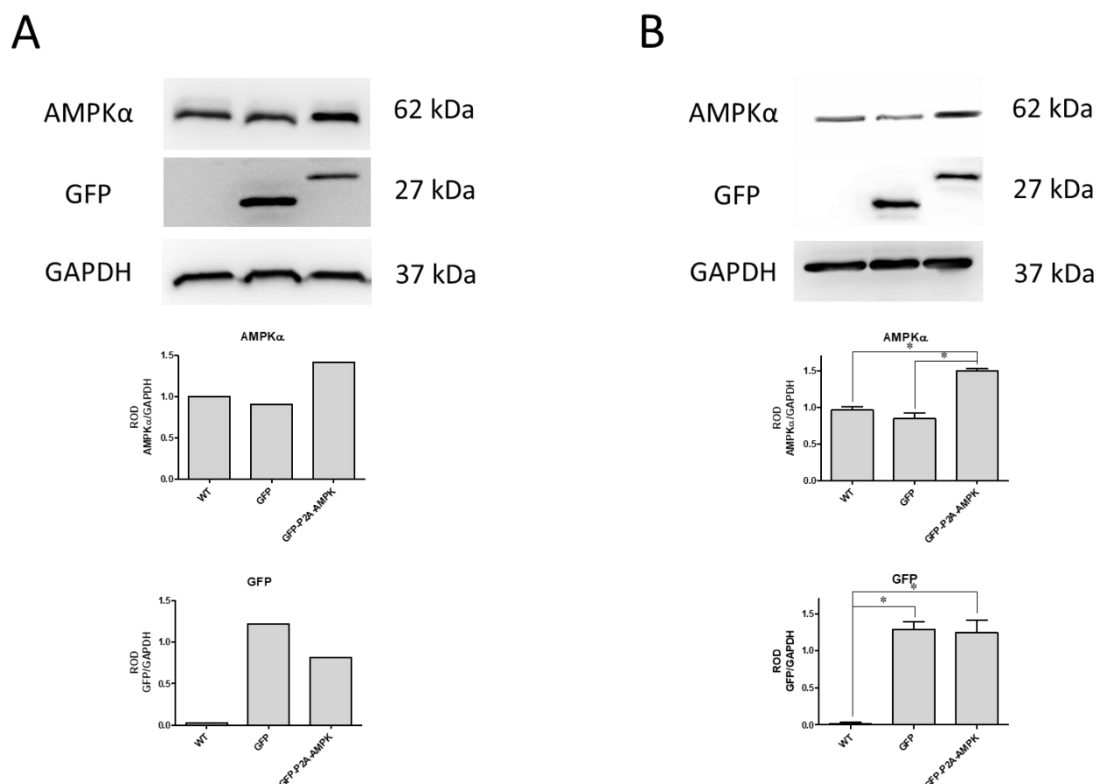 A
AMPKα
62 kDa
GFP
27 kDa
GAPDH
37 kDa
AMPKα
ROD
AMPKα/GAPDH
1.5
1.0
0.5
0.0
WT
GFP
GFP-P2A-AMPK
GFP
ROD
GFP/GAPDH
1.5
1.0
0.5
0.0
WT
GFP
GFP-P2A-AMPK
B
AMPKα
62 kDa
GFP
27 kDa
GAPDH
37 kDa
AMPKα
*
*
ROD
AMPKα/GAPDH
1.5
1.0
0.5
0.0
WT
GFP
GFP-P2A-AMPK
GFP
*
*
ROD
GFP/GAPDH
1.5
1.0
0.5
0.0
WT
GFP
GFP-P2A-AMPK